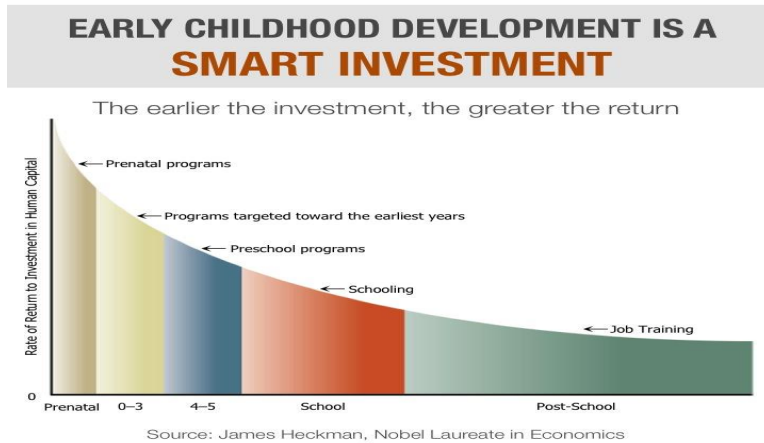 EARLY CHILDHOOD DEVELOPMENT IS A
SMART INVESTMENT
The earlier the investment, the greater the return
Rate of Return to Investment in Human Capital
Prenatal programs
Programs targeted toward the earliest years
Preschool programs
Schooling
Job Training
0
Prenatal 0–3 4–5 School Post-School
Source: James Heckman, Nobel Laureate in Economics